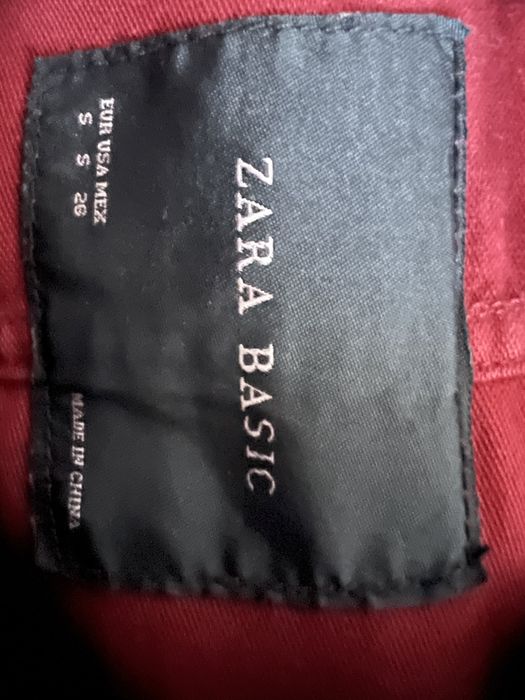 ZARA BASIC
EUR USA MEX
S S 26
MADE IN CHINA